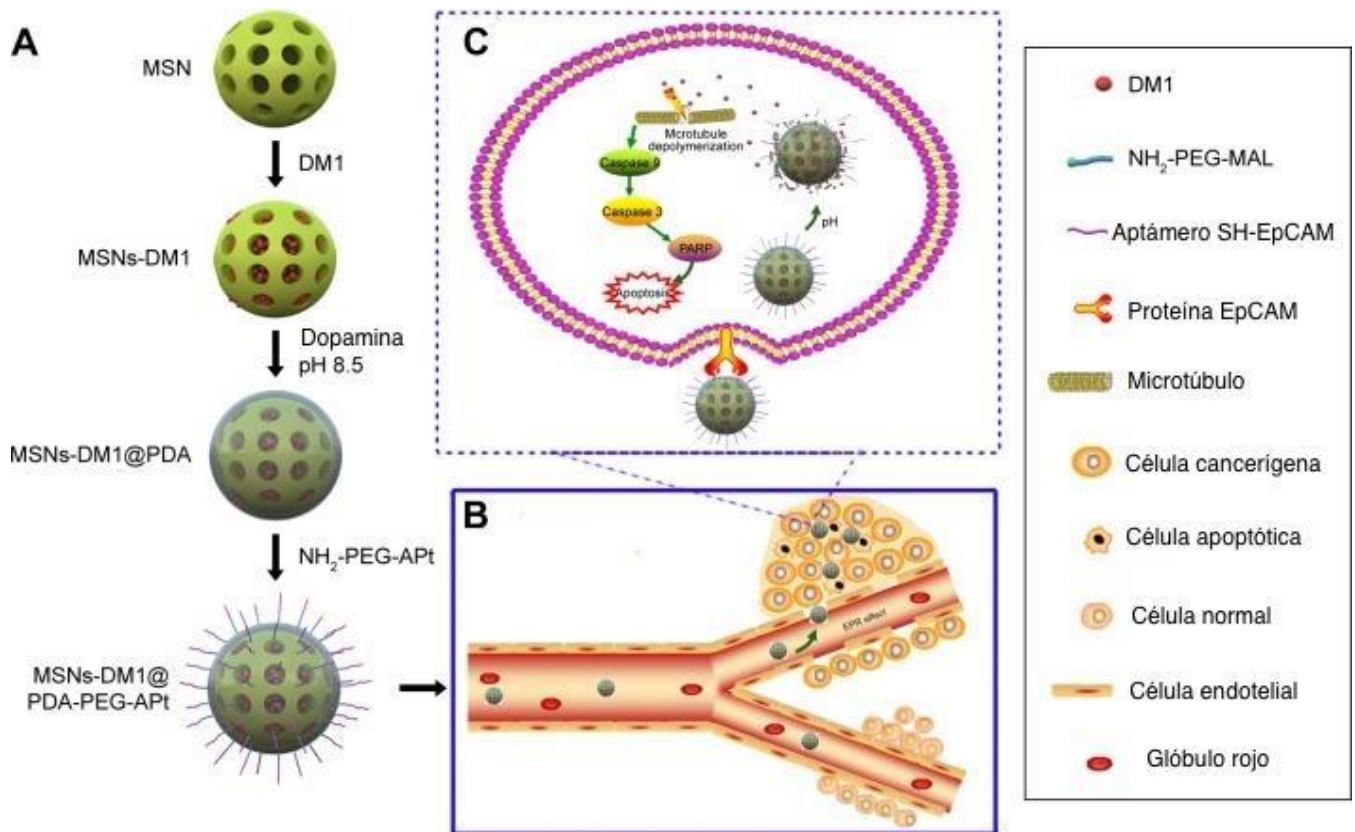 A
MSN
DM1
MSNs-DM1
Dopamina
pH 8.5
MSNs-DM1@PDA
NH2-PEG-APt
MSNs-DM1@
PDA-PEG-APt
C
Mcrotubule
depolymerization
Caspase 9
Caspase 3
PARP
Apoptosis
pH
B
EPR effect
DM1
NH2-PEG-MAL
Aptámero SH-EpCAM
Proteína EpCAM
Microtúbulo
Célula cancerígena
Célula apoptótica
Célula normal
Célula endotelial
Glóbulo rojo